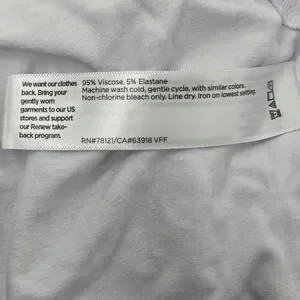 We want our clothes
back. Bring your
gently worn
garments to our US
stores and support
our Renew take-
back program.
95% Viscose, 5% Elastane
Machine wash cold, gentle cycle, with similar colors.
Non-chlorine bleach only. Line dry. Iron on lowest setting.
RN#78121/CA#63918 VFF